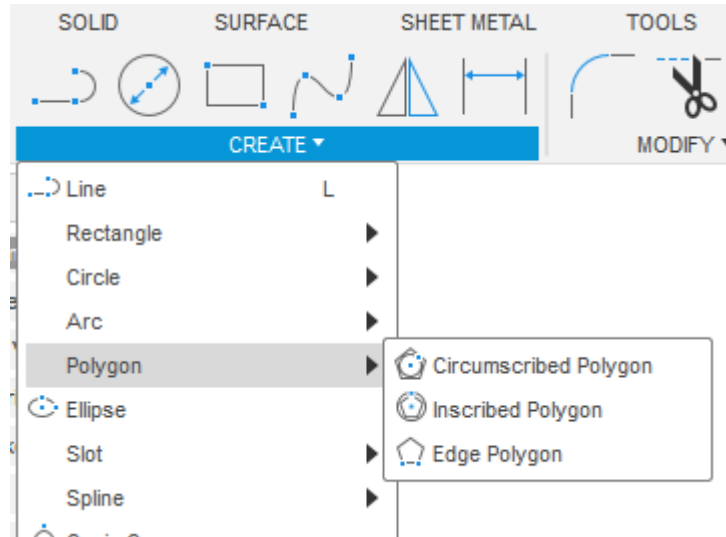 SOLID SURFACE SHEET METAL TOOLS
CREATE MODIFY
Line L
Rectangle
Circle
Arc
Polygon
Circumscribed Polygon
Ellipse
Inscribed Polygon
Slot
Edge Polygon
Spline